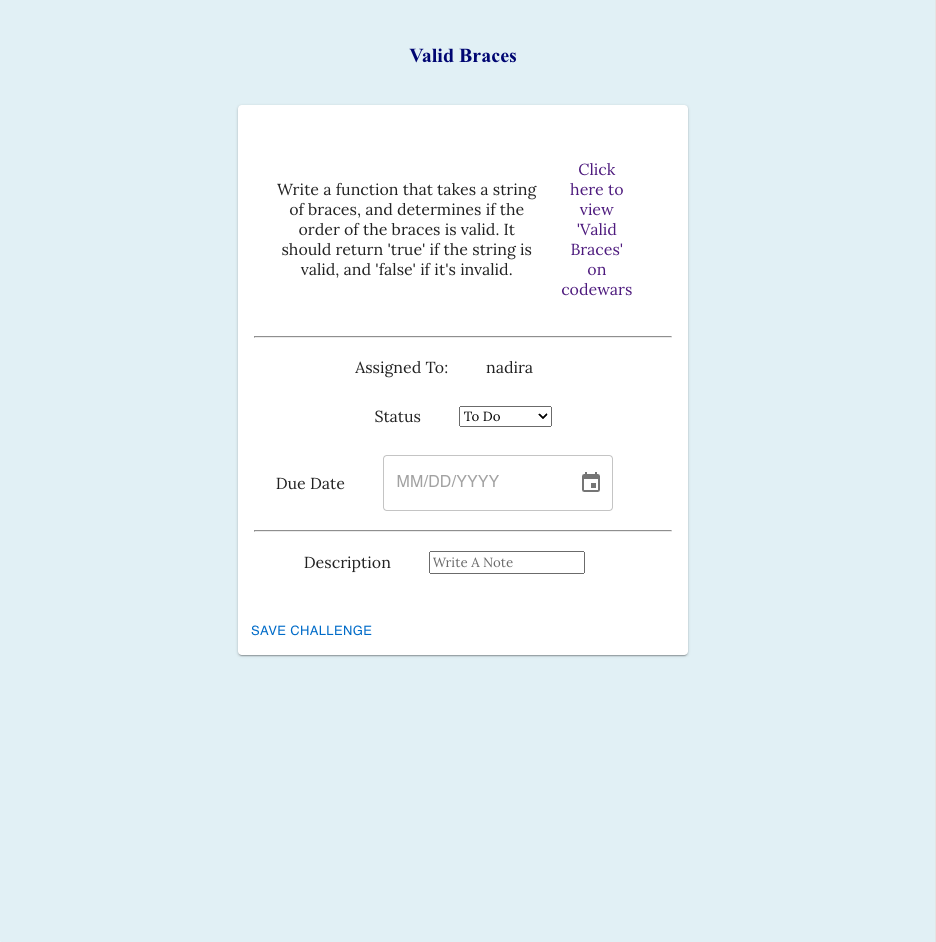 Valid Braces
Write a function that takes a string
of braces, and determines if the
order of the braces is valid. It
should return 'true' if the string is
valid, and 'false' if it's invalid.
Click
here to
view
'Valid
Braces'
on
codewars
Assigned To: nadira
Status To Do
Due Date MM/DD/YYYY
Description Write A Note
SAVE CHALLENGE